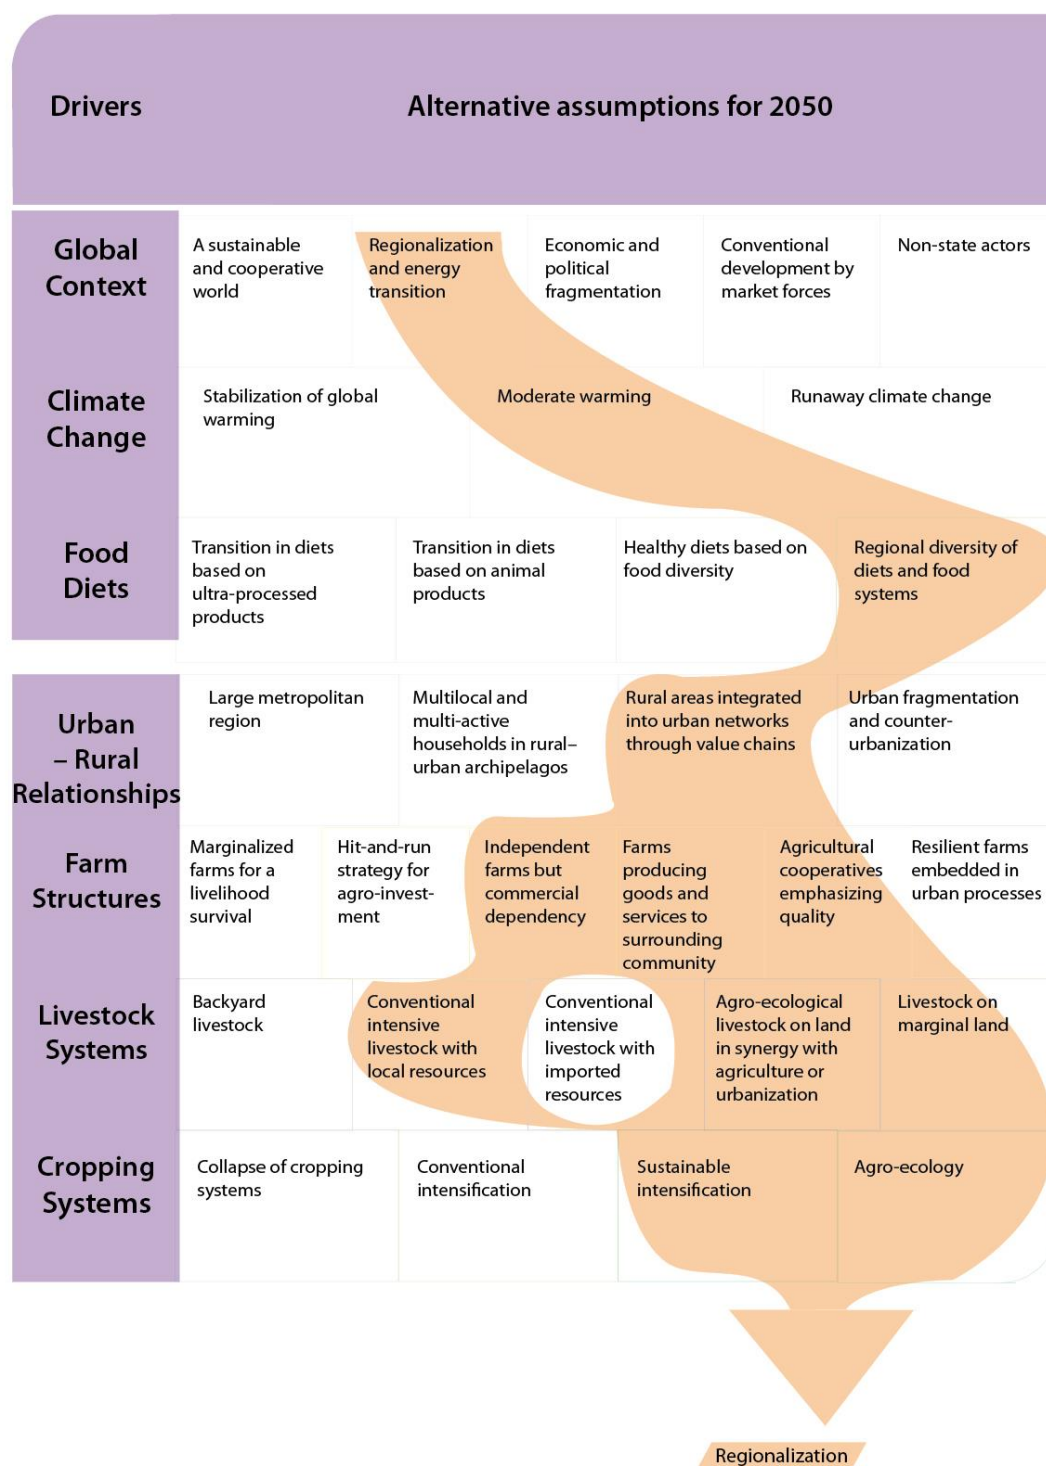 Drivers
Alternative assumptions for 2050
Global
Context
A sustainable
and cooperative
world
Regionalization
and energy
transition
Economic and
political
fragmentation
Conventional
development by
market forces
Non-state actors
Climate
Change
Stabilization of global
warming
Moderate warming
Runaway climate change
Food
Diets
Transition in diets
based on
ultra-processed
products
Transition in diets
based on animal
products
Healthy diets based on
food diversity
Regional diversity of
diets and food
systems
Urban
– Rural
Relationships
Large metropolitan
region
Multilocal and
multi-active
households in rural–
urban archipelagos
Rural areas integrated
into urban networks
through value chains
Urban fragmentation
and counter-
urbanization
Farm
Structures
Marginalized
farms for a
livelihood
survival
Hit-and-run
strategy for
agro-invest-
ment
Independent
farms but
commercial
dependency
Farms
producing
goods and
services to
surrounding
community
Agricultural
cooperatives
emphasizing
quality
Resilient farms
embedded in
urban processes
Livestock
Systems
Backyard
livestock
Conventional
intensive
livestock with
local resources
Conventional
intensive
livestock with
imported
resources
Agro-ecological
livestock on land
in synergy with
agriculture or
urbanization
Livestock on
marginal land
Cropping
Systems
Collapse of cropping
systems
Conventional
intensification
Sustainable
intensification
Agro-ecology
Regionalization